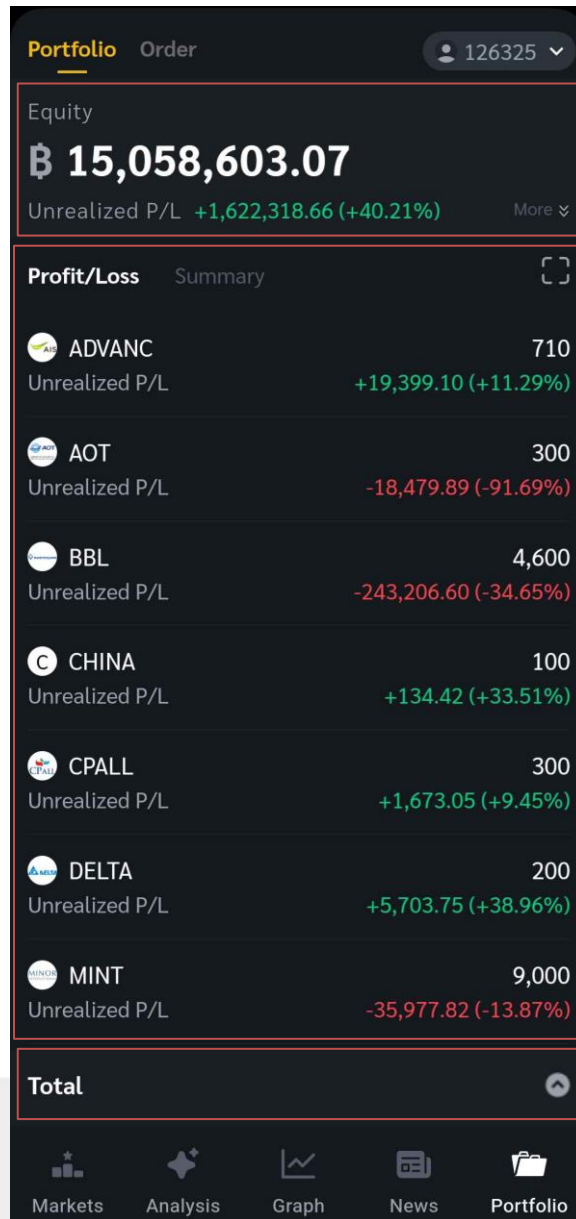 Portfolio Order 126325
Equity
฿ 15,058,603.07
Unrealized P/L +1,622,318.66 (+40.21%) More
Profit/Loss Summary
AIS ADVANC 710
Unrealized P/L +19,399.10 (+11.29%)
AOT AOT 300
Unrealized P/L -18,479.89 (-91.69%)
BBL 4,600
Unrealized P/L -243,206.60 (-34.65%)
C CHINA 100
Unrealized P/L +134.42 (+33.51%)
CPALL CPALL 300
Unrealized P/L +1,673.05 (+9.45%)
DELTA 200
Unrealized P/L +5,703.75 (+38.96%)
MINOR MINT 9,000
Unrealized P/L -35,977.82 (-13.87%)
Total
Markets Analysis Graph News Portfolio